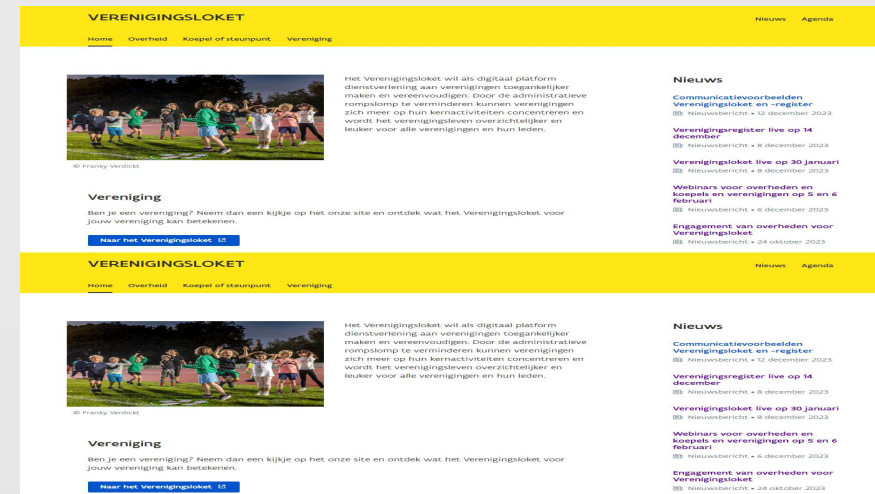 VERENIGINGSLOKET
Nieuws Agenda
Home Overheid Koepel of steunpunt Vereniging
© Franky Verdickt
Het Verenigingsloket wil als digitaal platform
dienstverlening aan verenigingen toegankelijker
maken en vereenvoudigen. Door de administratieve
rompslomp te verminderen kunnen verenigingen
zich meer op hun kernactiviteiten concentreren en
wordt het verenigingsleven overzichtelijker en
leuker voor alle verenigingen en hun leden.
Vereniging
Ben je een vereniging? Neem dan een kijkje op het onze site en ontdek wat het Verenigingsloket voor
jouw vereniging kan betekenen.
Naar het Verenigingsloket
Nieuws
Communicatievoorbeelden
Verenigingsloket en -register
Nieuwsbericht • 12 december 2023
Verenigingsregister live op 14
december
Nieuwsbericht • 8 december 2023
Verenigingsloket live op 30 januari
Nieuwsbericht • 8 december 2023
Webinars voor overheden en
koepels en verenigingen op 5 en 6
februari
Nieuwsbericht • 6 december 2023
Engagement van overheden voor
Verenigingsloket
Nieuwsbericht • 24 oktober 2023
VERENIGINGSLOKET
Nieuws Agenda
Home Overheid Koepel of steunpunt Vereniging
© Franky Verdickt
Het Verenigingsloket wil als digitaal platform
dienstverlening aan verenigingen toegankelijker
maken en vereenvoudigen. Door de administratieve
rompslomp te verminderen kunnen verenigingen
zich meer op hun kernactiviteiten concentreren en
wordt het verenigingsleven overzichtelijker en
leuker voor alle verenigingen en hun leden.
Vereniging
Ben je een vereniging? Neem dan een kijkje op het onze site en ontdek wat het Verenigingsloket voor
jouw vereniging kan betekenen.
Naar het Verenigingsloket
Nieuws
Communicatievoorbeelden
Verenigingsloket en -register
Nieuwsbericht • 12 december 2023
Verenigingsregister live op 14
december
Nieuwsbericht • 8 december 2023
Verenigingsloket live op 30 januari
Nieuwsbericht • 8 december 2023
Webinars voor overheden en
koepels en verenigingen op 5 en 6
februari
Nieuwsbericht • 6 december 2023
Engagement van overheden voor
Verenigingsloket
Nieuwsbericht • 24 oktober 2023